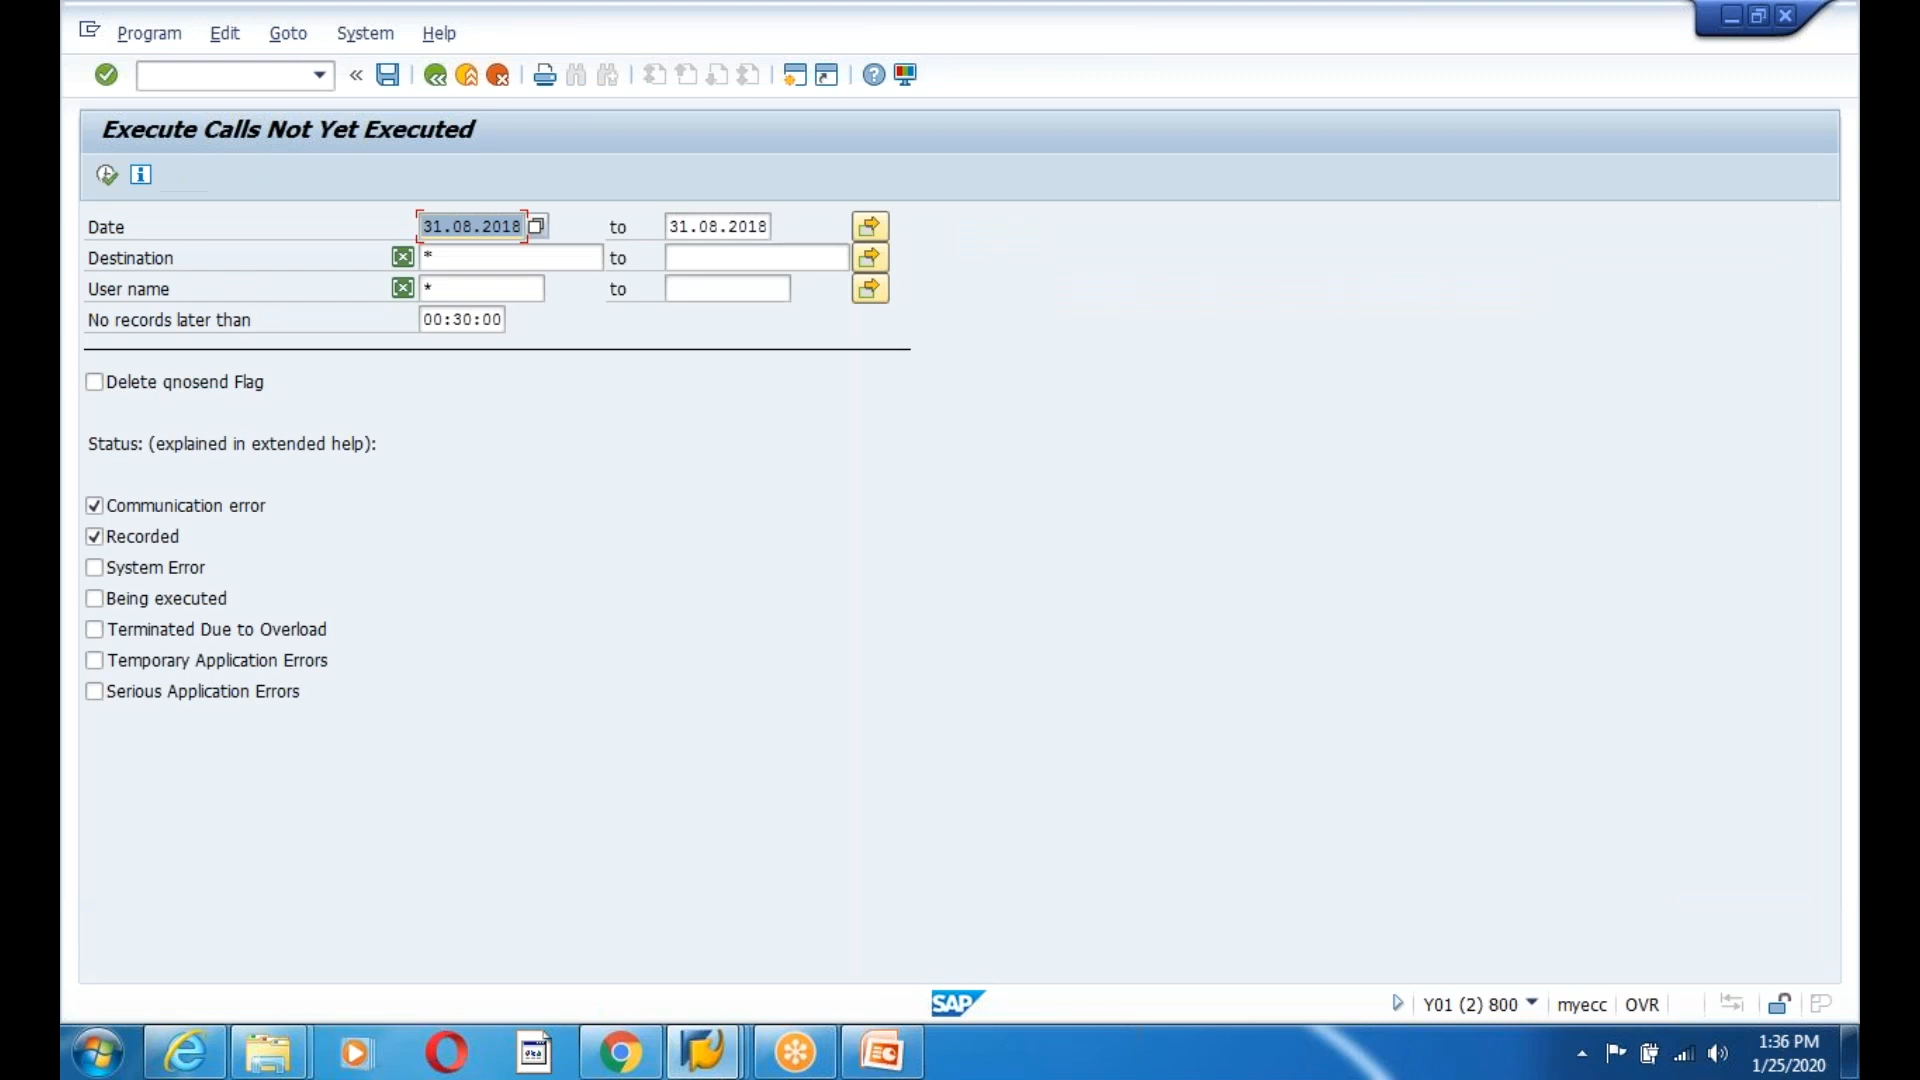 Program Edit Goto System Help
Execute Calls Not Yet Executed
Date 31.08.2018 to 31.08.2018
Destination * to
User name * to
No records later than 00:30:00
Delete qnosend Flag
Status: (explained in extended help):
Communication error
Recorded
System Error
Being executed
Terminated Due to Overload
Temporary Application Errors
Serious Application Errors
SAP Y01 (2) 800 myecc OVR
1:36 PM
1/25/2020